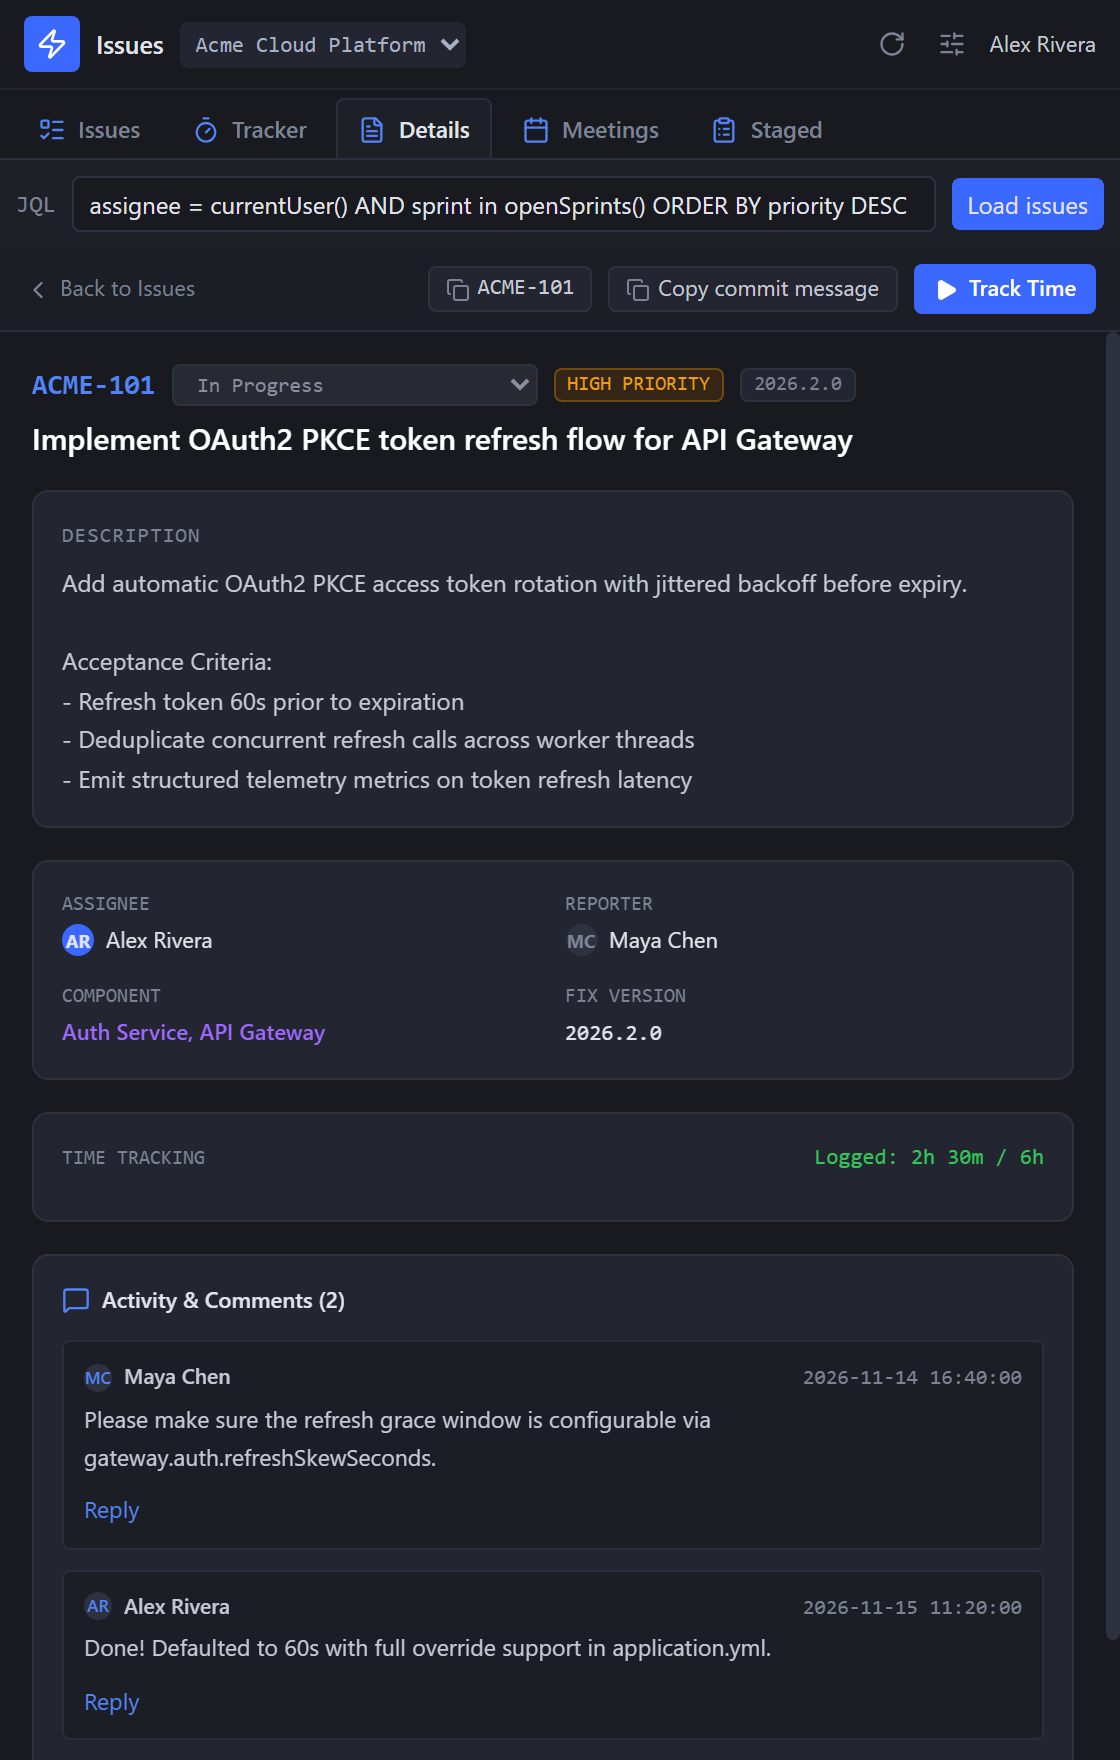 Issues
Acme Cloud Platform
Alex Rivera
Issues
Tracker
Details
Meetings
Staged
JQL
assignee = currentUser() AND sprint in openSprints() ORDER BY priority DESC
Load issues
Back to Issues
ACME-101
Copy commit message
Track Time
ACME-101
In Progress
HIGH PRIORITY
2026.2.0
Implement OAuth2 PKCE token refresh flow for API Gateway
DESCRIPTION
Add automatic OAuth2 PKCE access token rotation with jittered backoff before expiry.
Acceptance Criteria:
- Refresh token 60s prior to expiration
- Deduplicate concurrent refresh calls across worker threads
- Emit structured telemetry metrics on token refresh latency
ASSIGNEE
AR Alex Rivera
REPORTER
MC Maya Chen
COMPONENT
Auth Service, API Gateway
FIX VERSION
2026.2.0
TIME TRACKING
Logged: 2h 30m / 6h
Activity & Comments (2)
MC Maya Chen
2026-11-14 16:40:00
Please make sure the refresh grace window is configurable via
gateway.auth.refreshSkewSeconds.
Reply
AR Alex Rivera
2026-11-15 11:20:00
Done! Defaulted to 60s with full override support in application.yml.
Reply